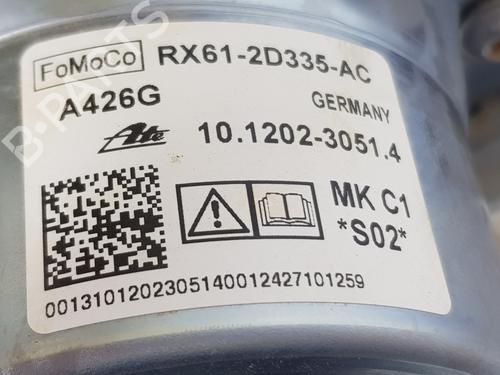 FoMoCo RX61-2D335-AC
A426G GERMANY
Ate 10.1202-3051.4
MK C1
*S02*
0013101202305140012427101259
B-PARTS